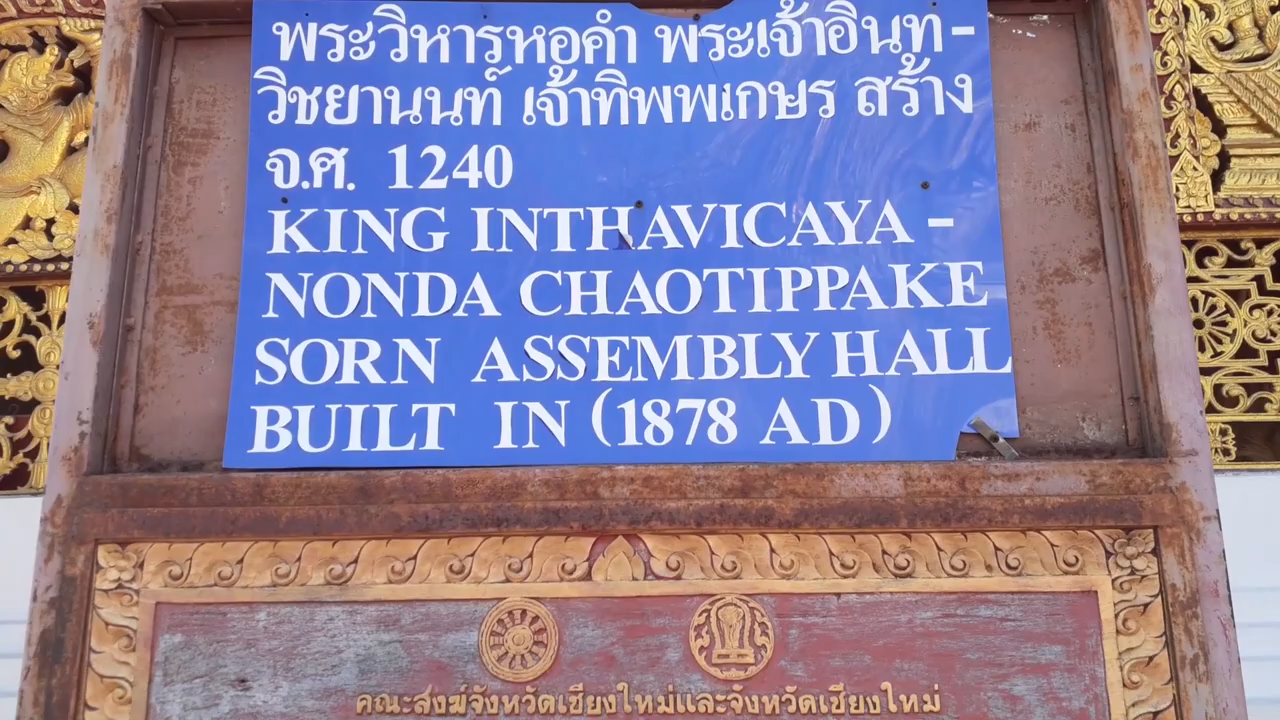 พระวิหารหอคำ พระเจ้าอินท-
วิชยานนท์ เจ้าทิพพเกษร สร้าง
จ.ศ. 1240
KING INTHAVICAYA -
NONDA CHAOTIPPAKE
SORN ASSEMBLY HALL
BUILT IN (1878 AD)
คณะสงฆ์จังหวัดเชียงใหม่และจังหวัดเชียงใหม่